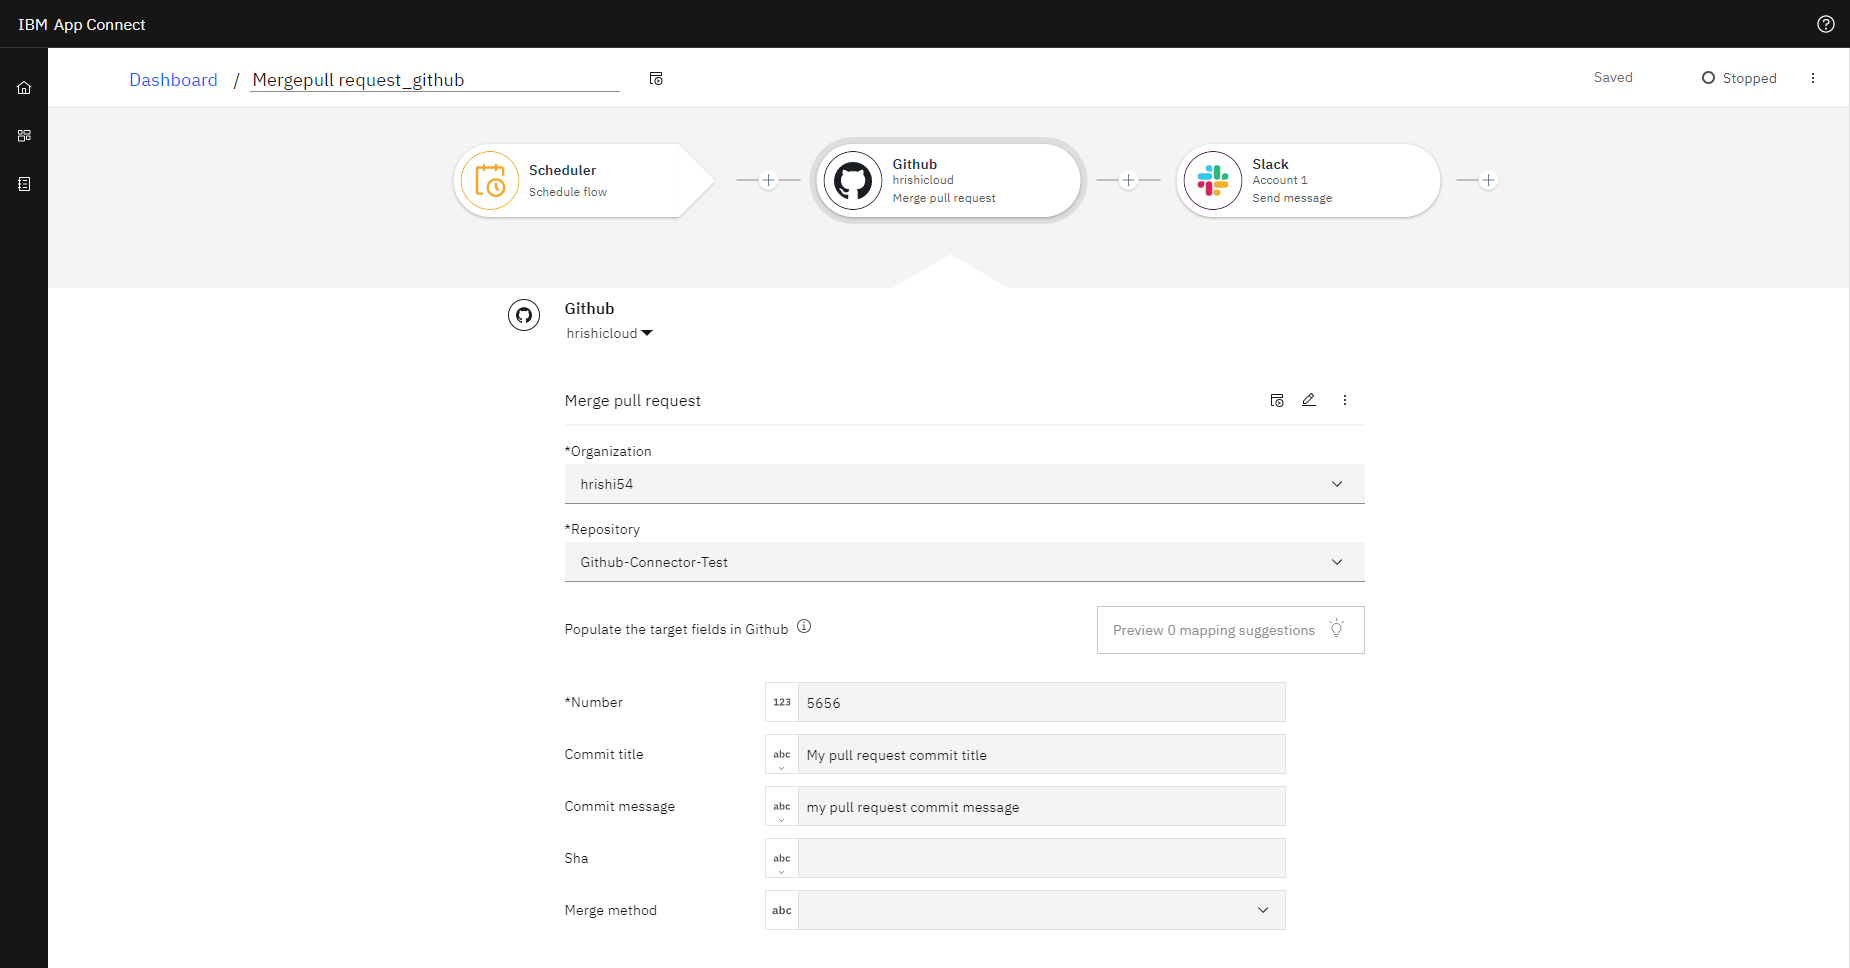 IBM App Connect
Dashboard / Mergepull request_github
Saved
Stopped
Scheduler
Schedule flow
Github
hrishicloud
Merge pull request
Slack
Account 1
Send message
Github
hrishicloud
Merge pull request
*Organization
hrishi54
*Repository
Github-Connector-Test
Populate the target fields in Github
Preview 0 mapping suggestions
*Number
123
5656
Commit title
abc
My pull request commit title
Commit message
abc
my pull request commit message
Sha
abc
Merge method
abc